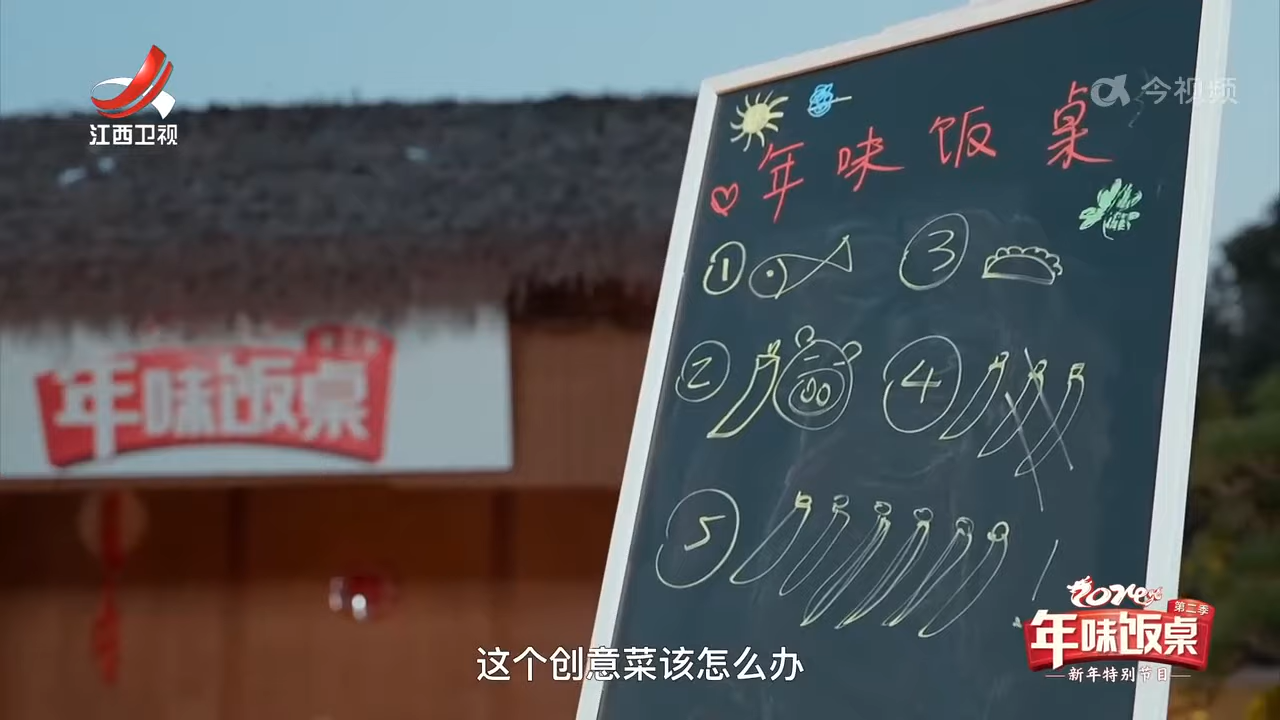 江西卫视
今视频
年味饭桌
① ③
② ④
⑤
年味饭桌
这个创意菜该怎么办
第二季
年味饭桌
新年特别节目